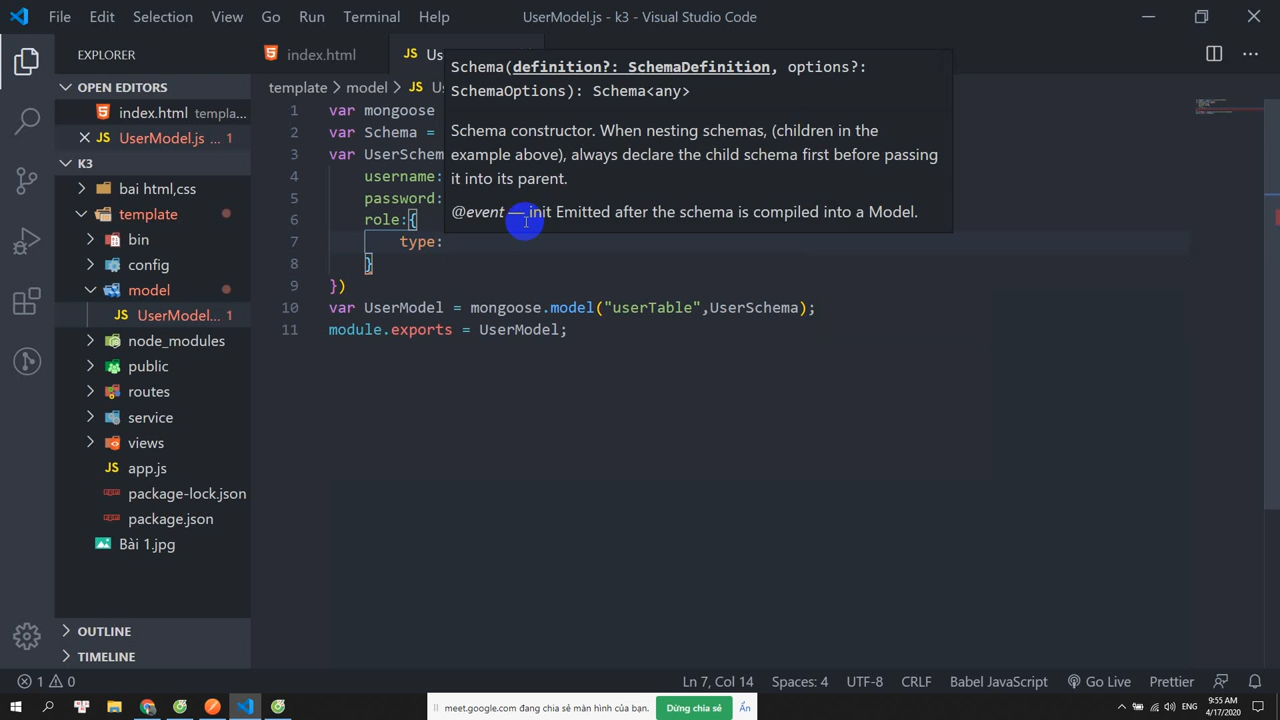 File Edit Selection View Go Run Terminal Help UserModel.js - k3 - Visual Studio Code
EXPLORER
OPEN EDITORS
index.html templa...
UserModel.js ... 1
K3
bai html,css
template
bin
config
model
UserModel... 1
node_modules
public
routes
service
views
app.js
package-lock.json
package.json
Bài 1.jpg
OUTLINE
TIMELINE
index.html
JS Us
template > model > JS U
Schema(definition?: SchemaDefinition, options?:
SchemaOptions): Schema<any>
Schema constructor. When nesting schemas, (children in the
example above), always declare the child schema first before passing
it into its parent.
@event — init Emitted after the schema is compiled into a Model.
1 var mongoose
2 var Schema =
3 var UserSchem
4 username:
5 password:
6 role:{
7 type:
8 }
9 })
10 var UserModel = mongoose.model("userTable",UserSchema);
11 module.exports = UserModel;
1 0 Ln 7, Col 14 Spaces: 4 UTF-8 CRLF Babel JavaScript Go Live Prettier
meet.google.com đang chia sẻ màn hình của bạn. Dừng chia sẻ Ẩn
ENG
9:55 AM
4/17/2020